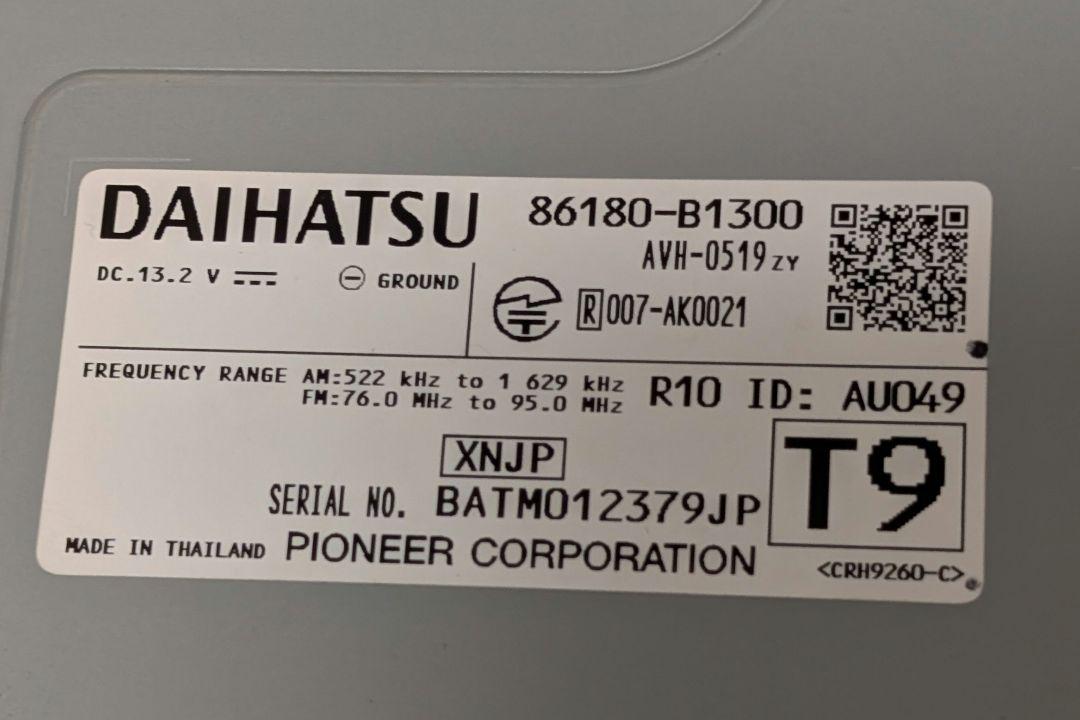 DAIHATSU
86180-B1300
AVH-0519ZY
DC.13.2 V
GROUND
R 007-AK0021
FREQUENCY RANGE AM:522 kHz to 1 629 kHz
FM:76.0 MHz to 95.0 MHz
R10 ID: AU049
XNJP
T9
SERIAL NO. BATM012379JP
MADE IN THAILAND PIONEER CORPORATION
<CRH9260-C>